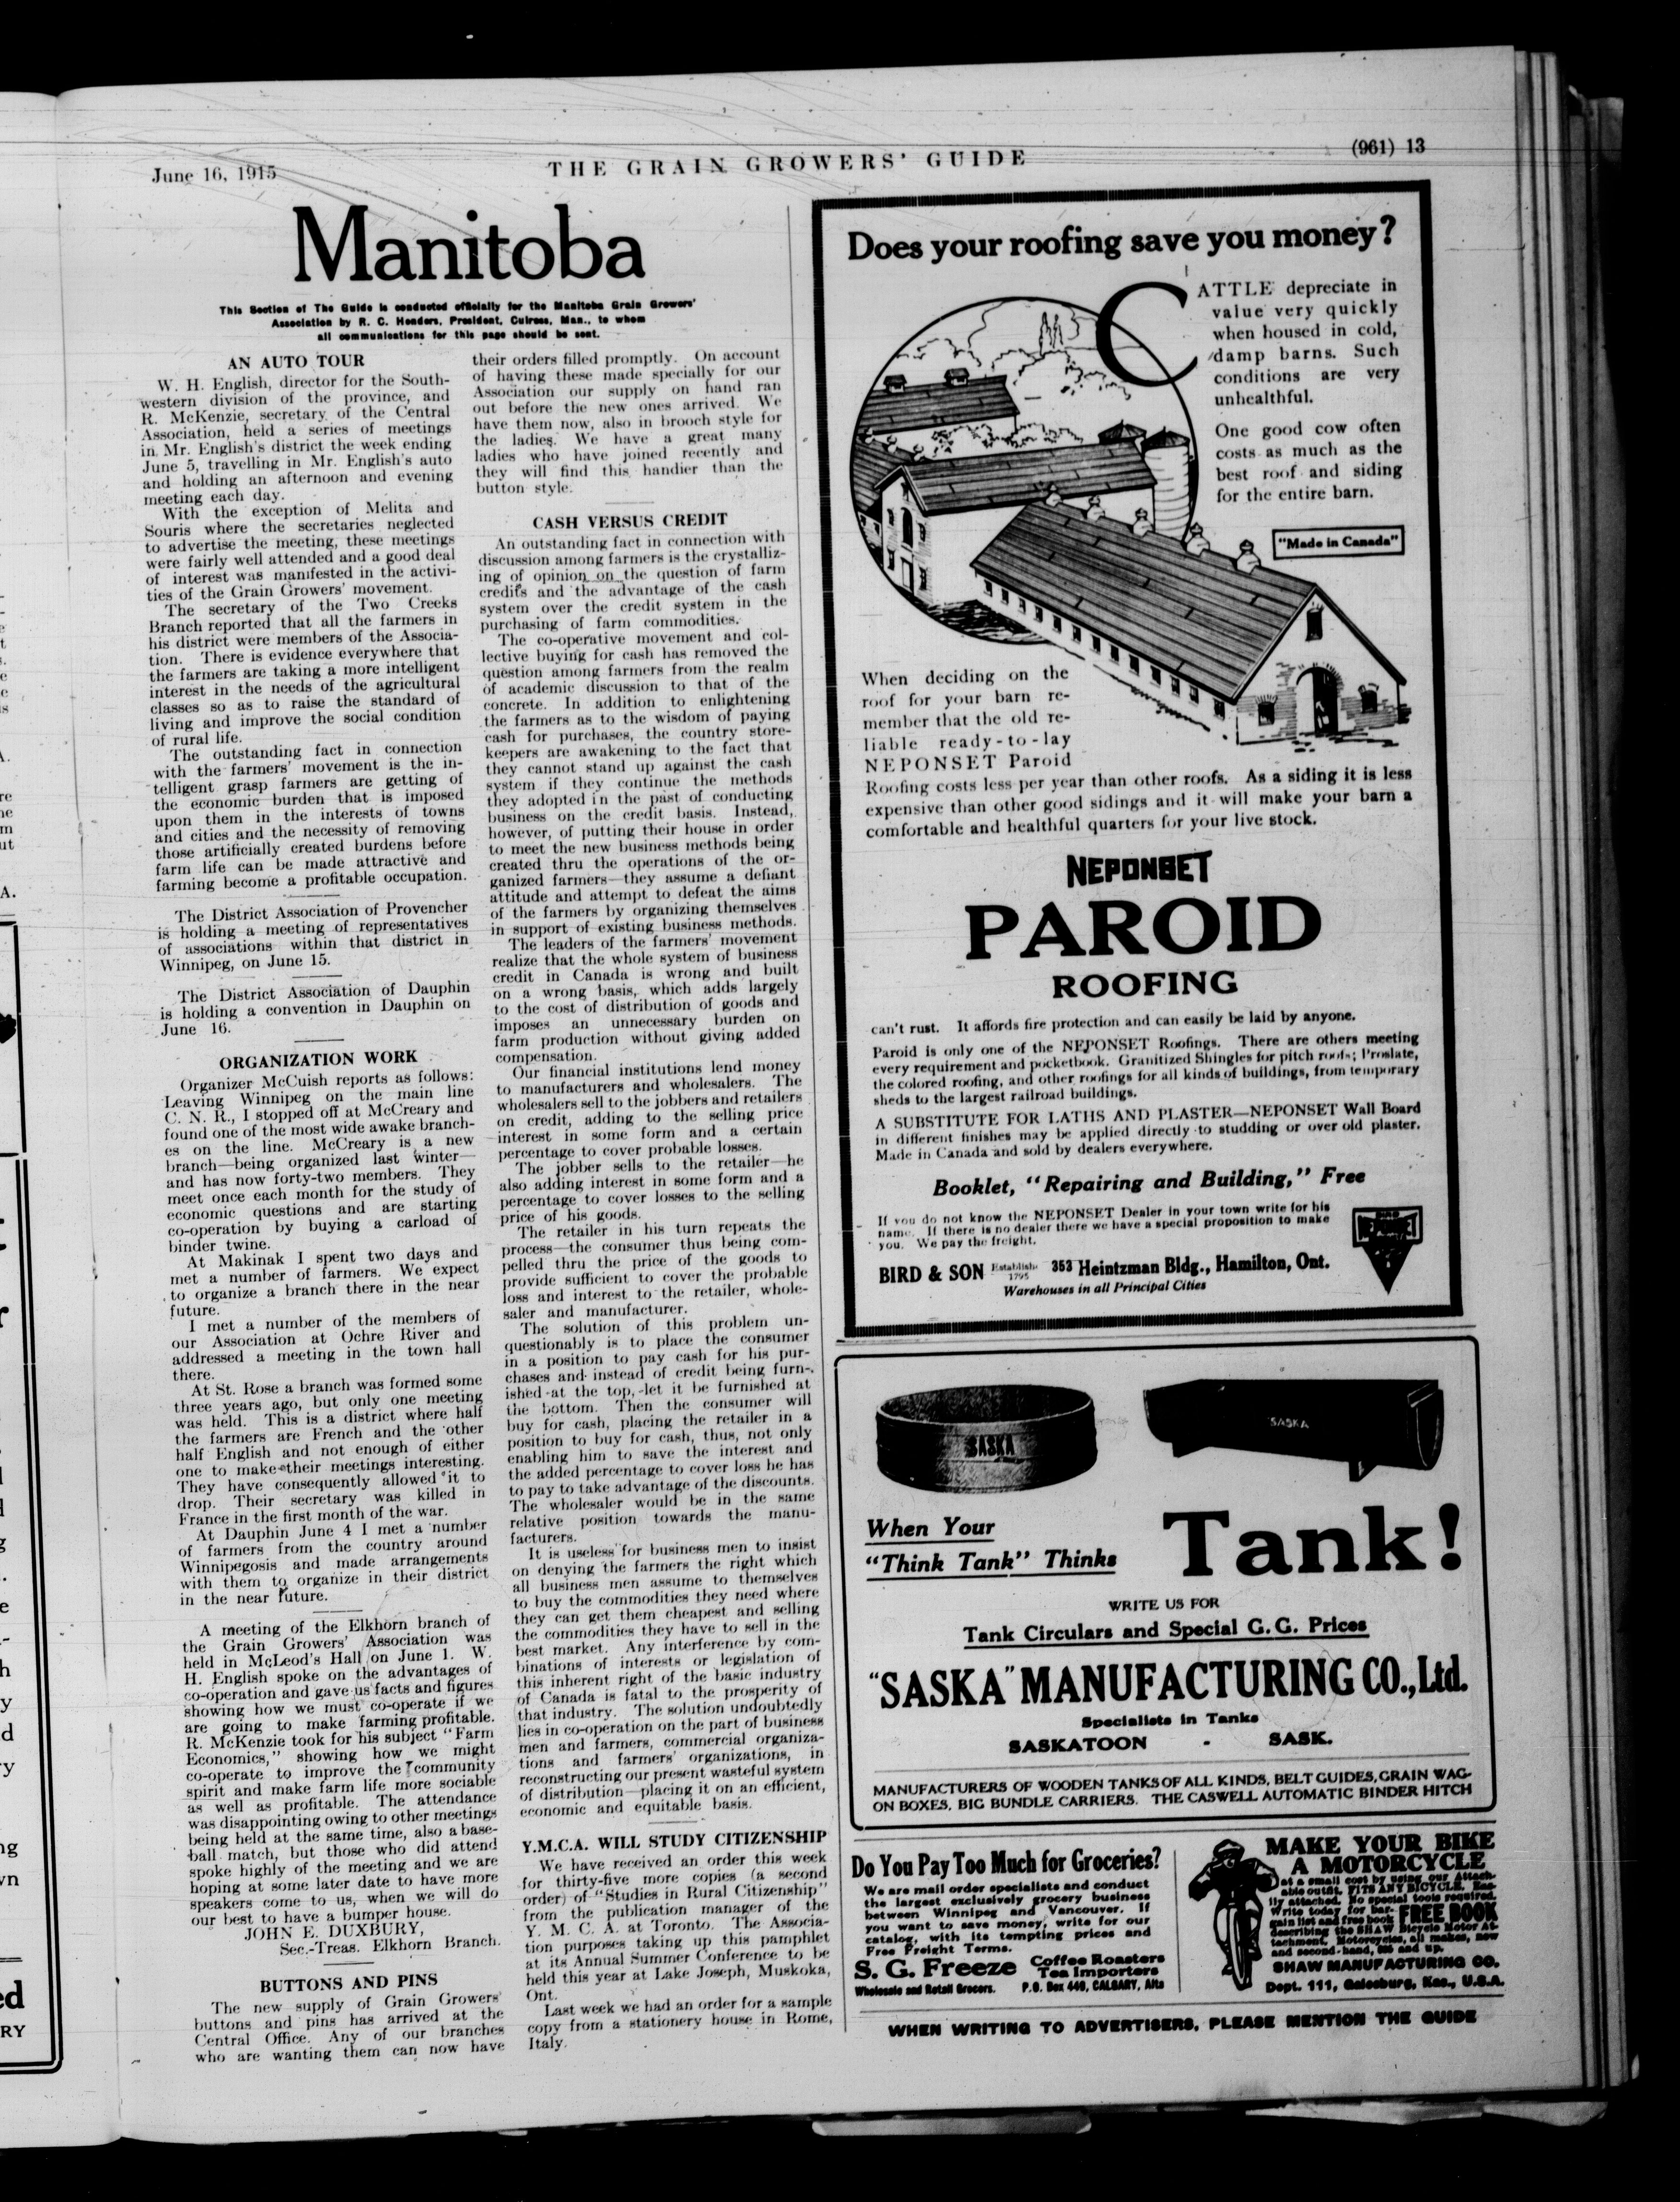 June 16, 1915
THE GRAIN GROWERS' GUIDE
(961) 13
Manitoba
This Section of The Guide is conducted officially for the Manitoba Grain Growers'
Association by R. C. Henders, President, Culross, Man., to whom
all communications for this page should be sent.
AN AUTO TOUR
W. H. English, director for the South-
western division of the province, and
R. McKenzie, secretary of the Central
Association, held a series of meetings
in Mr. English's district the week ending
June 5, travelling in Mr. English's auto
and holding an afternoon and evening
meeting each day.
With the exception of Melita and
Souris where the secretaries neglected
to advertise the meeting, these meetings
were fairly well attended and a good deal
of interest was manifested in the activi-
ties of the Grain Growers' movement.
The secretary of the Two Creeks
Branch reported that all the farmers in
his district were members of the Associa-
tion. There is evidence everywhere that
the farmers are taking a more intelligent
interest in the needs of the agricultural
classes so as to raise the standard of
living and improve the social condition
of rural life.
The outstanding fact in connection
with the farmers' movement is the in-
telligent grasp farmers are getting of
the economic burden that is imposed
upon them in the interests of towns
and cities and the necessity of removing
those artificially created burdens before
farm life can be made attractive and
farming become a profitable occupation.
The District Association of Provencher
is holding a meeting of representatives
of associations within that district in
Winnipeg, on June 15.
The District Association of Dauphin
is holding a convention in Dauphin on
June 16.
ORGANIZATION WORK
Organizer McCuish reports as follows:
Leaving Winnipeg on the main line
C. N. R., I stopped off at McCreary and
found one of the most wide awake branch-
es on the line. McCreary is a new
branch—being organized last winter—
and has now forty-two members. They
meet once each month for the study of
economic questions and are starting
co-operation by buying a carload of
binder twine.
At Makinak I spent two days and
met a number of farmers. We expect
to organize a branch there in the near
future.
I met a number of the members of
our Association at Ochre River and
addressed a meeting in the town hall
there.
At St. Rose a branch was formed some
three years ago, but only one meeting
was held. This is a district where half
the farmers are French and the other
half English and not enough of either
one to make their meetings interesting.
They have consequently allowed it to
drop. Their secretary was killed in
France in the first month of the war.
At Dauphin June 4 I met a number
of farmers from the country around
Winnipegosis and made arrangements
with them to organize in their district
in the near future.
A meeting of the Elkhorn branch of
the Grain Growers' Association was
held in McLeod's Hall on June 1. W.
H. English spoke on the advantages of
co-operation and gave us facts and figures
showing how we must co-operate if we
are going to make farming profitable.
R. McKenzie took for his subject "Farm
Economics," showing how we might
co-operate to improve the community
spirit and make farm life more sociable
as well as profitable. The attendance
was disappointing owing to other meetings
being held at the same time, also a base-
ball match, but those who did attend
spoke highly of the meeting and we are
hoping at some later date to have more
speakers come to us, when we will do
our best to have a bumper house.
JOHN E. DUXBURY,
Sec.-Treas. Elkhorn Branch.
BUTTONS AND PINS
The new supply of Grain Growers'
buttons and pins has arrived at the
Central Office. Any of our branches
who are wanting them can now have
their orders filled promptly. On account
of having these made specially for our
Association our supply on hand ran
out before the new ones arrived. We
have them now, also in brooch style for
the ladies. We have a great many
ladies who have joined recently and
they will find this handier than the
button style.
CASH VERSUS CREDIT
An outstanding fact in connection with
discussion among farmers is the crystalliz-
ing of opinion on the question of farm
credits and the advantage of the cash
system over the credit system in the
purchasing of farm commodities.
The co-operative movement and col-
lective buying for cash has removed the
question among farmers from the realm
of academic discussion to that of the
concrete. In addition to enlightening
the farmers as to the wisdom of paying
cash for purchases, the country store-
keepers are awakening to the fact that
they cannot stand up against the cash
system if they continue the methods
they adopted in the past of conducting
business on the credit basis. Instead,
however, of putting their house in order
to meet the new business methods being
created thru the operations of the or-
ganized farmers—they assume a defiant
attitude and attempt to defeat the aims
of the farmers by organizing themselves
in support of existing business methods.
The leaders of the farmers' movement
realize that the whole system of business
credit in Canada is wrong and built
on a wrong basis, which adds largely
to the cost of distribution of goods and
imposes an unnecessary burden on
farm production without giving added
compensation.
Our financial institutions lend money
to manufacturers and wholesalers. The
wholesalers sell to the jobbers and retailers
on credit, adding to the selling price
interest in some form and a certain
percentage to cover probable losses.
The jobber sells to the retailer—he
also adding interest in some form and a
percentage to cover losses to the selling
price of his goods.
The retailer in his turn repeats the
process—the consumer thus being com-
pelled thru the price of the goods to
provide sufficient to cover the probable
loss and interest to the retailer, whole-
saler and manufacturer.
The solution of this problem un-
questionably is to place the consumer
in a position to pay cash for his pur-
chases and instead of credit being furn-
ished at the top, let it be furnished at
the bottom. Then the consumer will
buy for cash, placing the retailer in a
position to buy for cash, thus, not only
enabling him to save the interest and
the added percentage to cover loss he has
to pay to take advantage of the discounts.
The wholesaler would be in the same
relative position towards the manu-
facturers.
It is useless for business men to insist
on denying the farmers the right which
all business men assume to themselves
to buy the commodities they need where
they can get them cheapest and selling
the commodities they have to sell in the
best market. Any interference by com-
binations of interests or legislation of
this inherent right of the basic industry
of Canada is fatal to the prosperity of
that industry. The solution undoubtedly
lies in co-operation on the part of business
men and farmers, commercial organiza-
tions and farmers' organizations, in
reconstructing our present wasteful system
of distribution—placing it on an efficient,
economic and equitable basis.
Y.M.C.A. WILL STUDY CITIZENSHIP
We have received an order this week
for thirty-five more copies (a second
order) of "Studies in Rural Citizenship"
from the publication manager of the
Y. M. C. A. at Toronto. The Associa-
tion purposes taking up this pamphlet
at its Annual Summer Conference to be
held this year at Lake Joseph, Muskoka,
Ont.
Last week we had an order for a sample
copy from a stationery house in Rome,
Italy.
Does your roofing save you money?
CATTLE depreciate in
value very quickly
when housed in cold,
damp barns. Such
conditions are very
unhealthful.
One good cow often
costs as much as the
best roof and siding
for the entire barn.
"Made in Canada"
When deciding on the
roof for your barn re-
member that the old re-
liable ready-to-lay
NEPONSET Paroid
Roofing costs less per year than other roofs. As a siding it is less
expensive than other good sidings and it will make your barn a
comfortable and healthful quarters for your live stock.
NEPONSET
PAROID
ROOFING
can't rust. It affords fire protection and can easily be laid by anyone.
Paroid is only one of the NEPONSET Roofings. There are others meeting
every requirement and pocketbook. Granitized Shingles for pitch roofs; Proslate,
the colored roofing, and other roofings for all kinds of buildings, from temporary
sheds to the largest railroad buildings.
A SUBSTITUTE FOR LATHS AND PLASTER—NEPONSET Wall Board
in different finishes may be applied directly to studding or over old plaster.
Made in Canada and sold by dealers everywhere.
Booklet, "Repairing and Building," Free
If you do not know the NEPONSET Dealer in your town write for his
name. If there is no dealer there we have a special proposition to make
you. We pay the freight.
BIRD & SON Establish. 1795 353 Heintzman Bldg., Hamilton, Ont.
Warehouses in all Principal Cities
BIRD
NEPONSET
SASKA
SASKA
When Your
"Think Tank" Thinks
Tank!
WRITE US FOR
Tank Circulars and Special G. G. Prices
"SASKA" MANUFACTURING CO., Ltd.
Specialists in Tanks
SASKATOON - SASK.
MANUFACTURERS OF WOODEN TANKS OF ALL KINDS, BELT GUIDES, GRAIN WAG-
ON BOXES, BIG BUNDLE CARRIERS. THE CASWELL AUTOMATIC BINDER HITCH
Do You Pay Too Much for Groceries?
We are mail order specialists and conduct
the largest exclusively grocery business
between Winnipeg and Vancouver. If
you want to save money, write for our
catalog, with its tempting prices and
Free Freight Terms.
S. G. Freeze Coffee Roasters
Tea Importers
Wholesale and Retail Grocers. P.O. Box 449, CALGARY, Alta
MAKE YOUR BIKE
A MOTORCYCLE
at a small cost by using our Attach-
able outfit. FITS ANY BICYCLE. Eas-
ily attached. No special tools required.
Write today for bar-
gain list and free book FREE BOOK
describing the SHAW Bicycle Motor At-
tachment. Motorcycles, all makes, new
and second-hand, $35 and up.
SHAW MANUFACTURING CO.
Dept. 111, Galesburg, Kas., U.S.A.
WHEN WRITING TO ADVERTISERS, PLEASE MENTION THE GUIDE